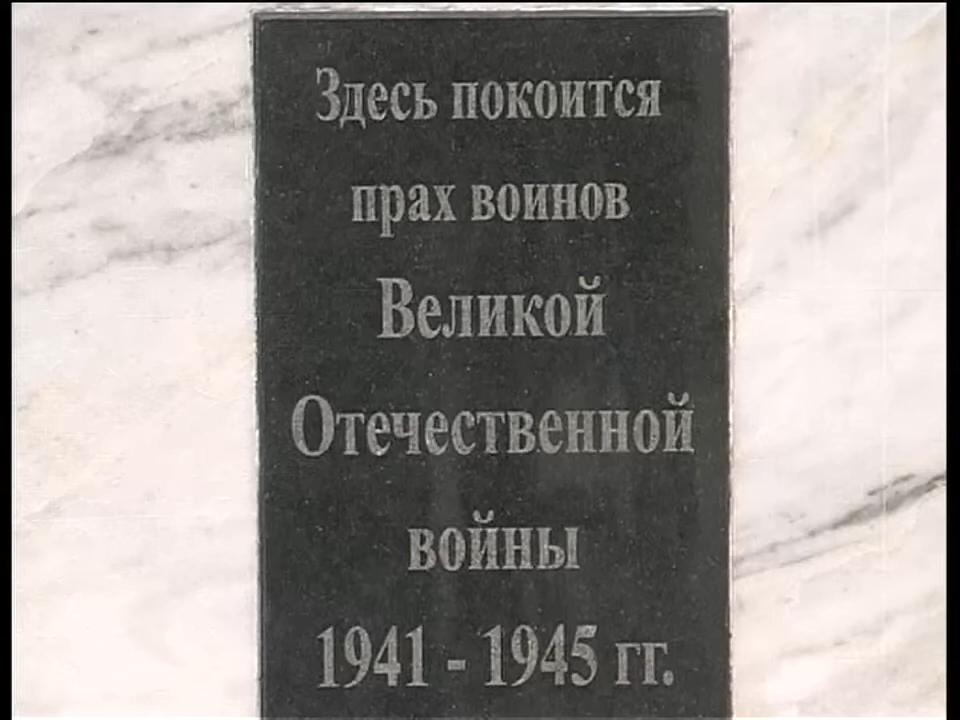 Здесь покоится
прах воинов
Великой
Отечественной
войны
1941 - 1945 гг.